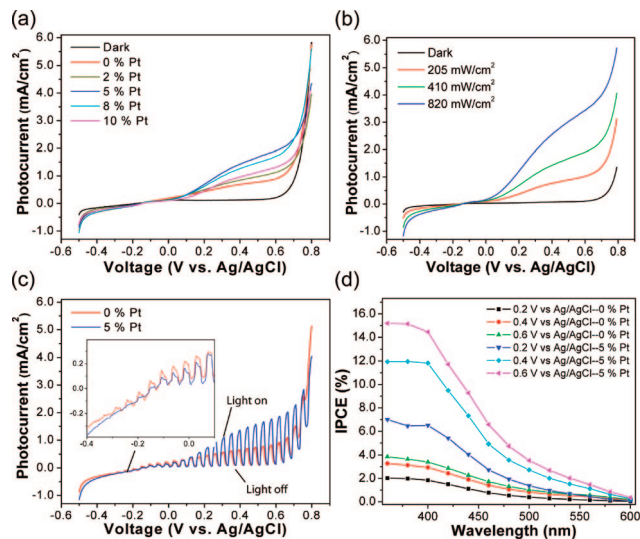 (a)
Photocurrent (mA/cm²)
6.0
5.0
4.0
3.0
2.0
1.0
0.0
-1.0
Dark
0 % Pt
2 % Pt
5 % Pt
8 % Pt
10 % Pt
-0.6 -0.4 -0.2 0.0 0.2 0.4 0.6 0.8
Voltage (V vs. Ag/AgCl)
(b)
Photocurrent (mA/cm²)
6.0
5.0
4.0
3.0
2.0
1.0
0.0
-1.0
Dark
205 mW/cm²
410 mW/cm²
820 mW/cm²
-0.6 -0.4 -0.2 0.0 0.2 0.4 0.6 0.8
Voltage (V vs. Ag/AgCl)
(c)
Photocurrent (mA/cm²)
6.0
5.0
4.0
3.0
2.0
1.0
0.0
-1.0
0 % Pt
5 % Pt
0.2
0.0
-0.2
-0.4 -0.2 0.0
Light on
Light off
-0.6 -0.4 -0.2 0.0 0.2 0.4 0.6 0.8
Voltage (V vs. Ag/AgCl)
(d)
IPCE (%)
16.0
14.0
12.0
10.0
8.0
6.0
4.0
2.0
0.0
0.2 V vs Ag/AgCl--0 % Pt
0.4 V vs Ag/AgCl--0 % Pt
0.6 V vs Ag/AgCl--0 % Pt
0.2 V vs Ag/AgCl--5 % Pt
0.4 V vs Ag/AgCl--5 % Pt
0.6 V vs Ag/AgCl--5 % Pt
400 450 500 550 600
Wavelength (nm)